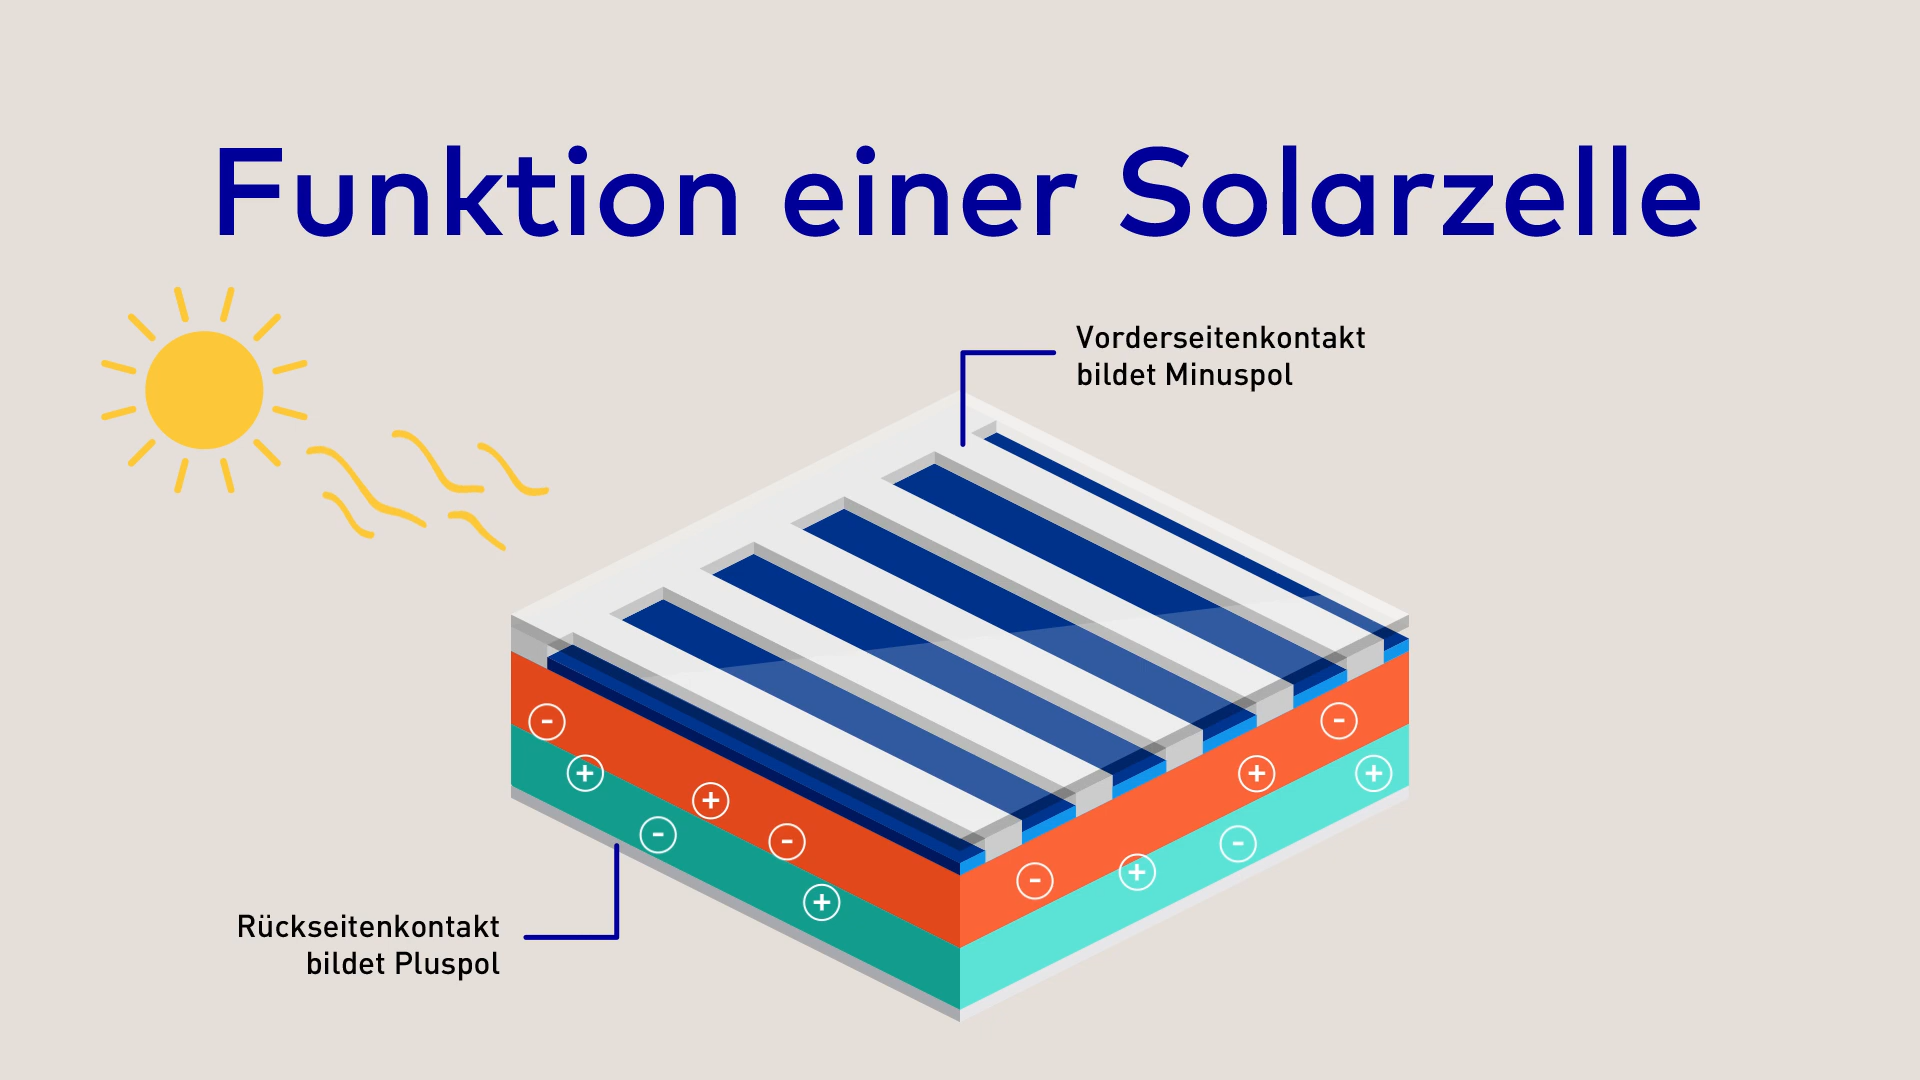 Funktion einer Solarzelle
Vorderseitenkontakt
bildet Minuspol
Rückseitenkontakt
bildet Pluspol